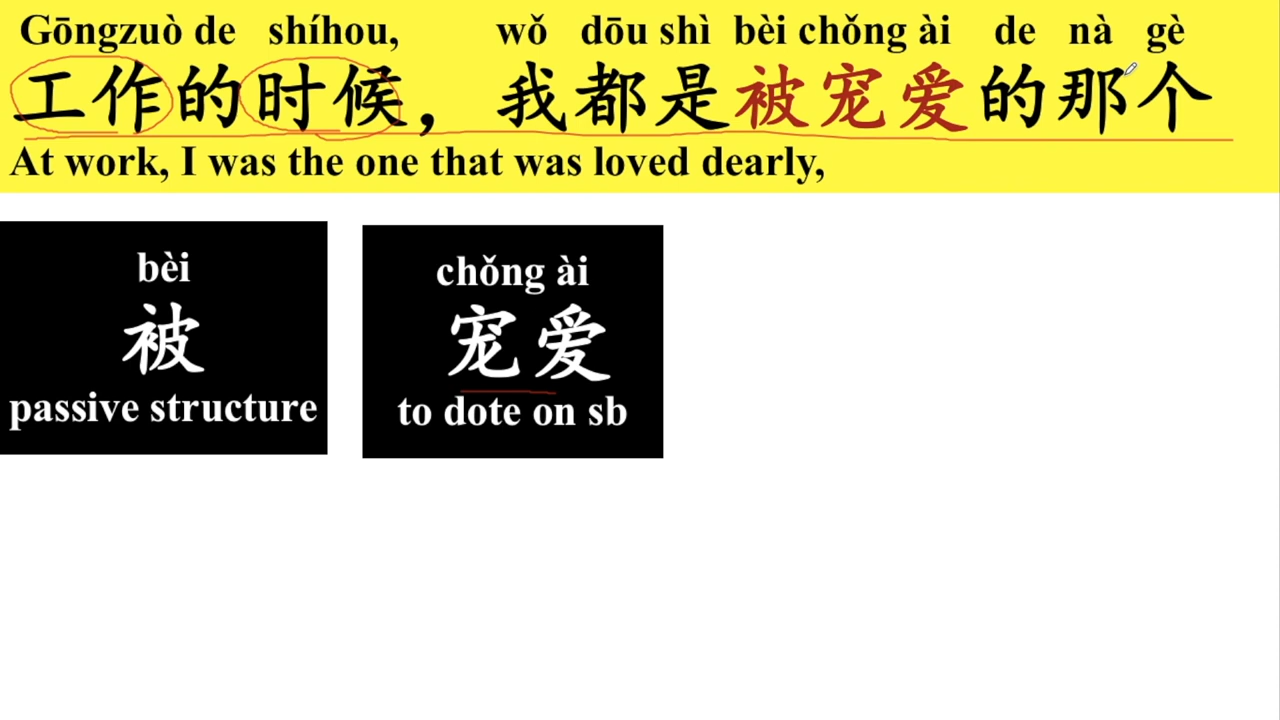 Gōngzuò de shíhou, wǒ dōu shì bèi chǒng ài de nà gè
工作的时候，我都是被宠爱的那个
At work, I was the one that was loved dearly,
bèi
被
passive structure
chǒng ài
宠爱
to dote on sb